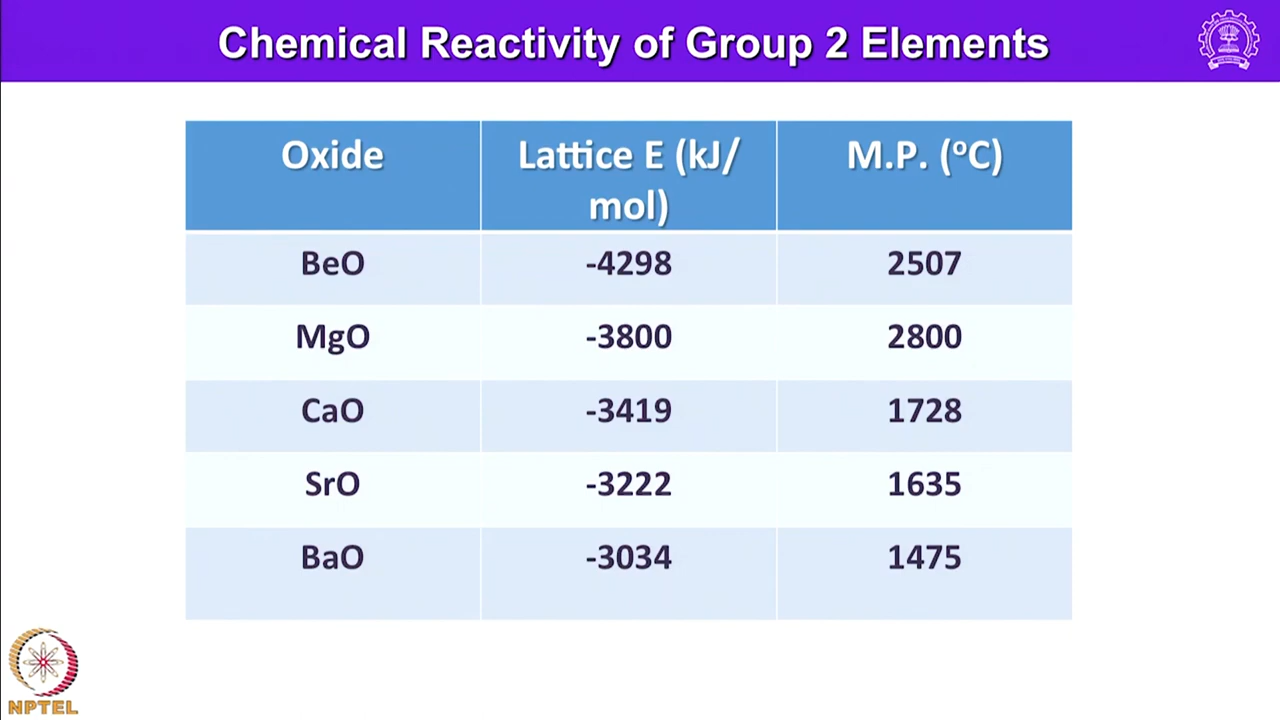 Chemical Reactivity of Group 2 Elements
Oxide
Lattice E (kJ/
mol)
M.P. (ºC)
BeO
-4298
2507
MgO
-3800
2800
CaO
-3419
1728
SrO
-3222
1635
BaO
-3034
1475
NPTEL